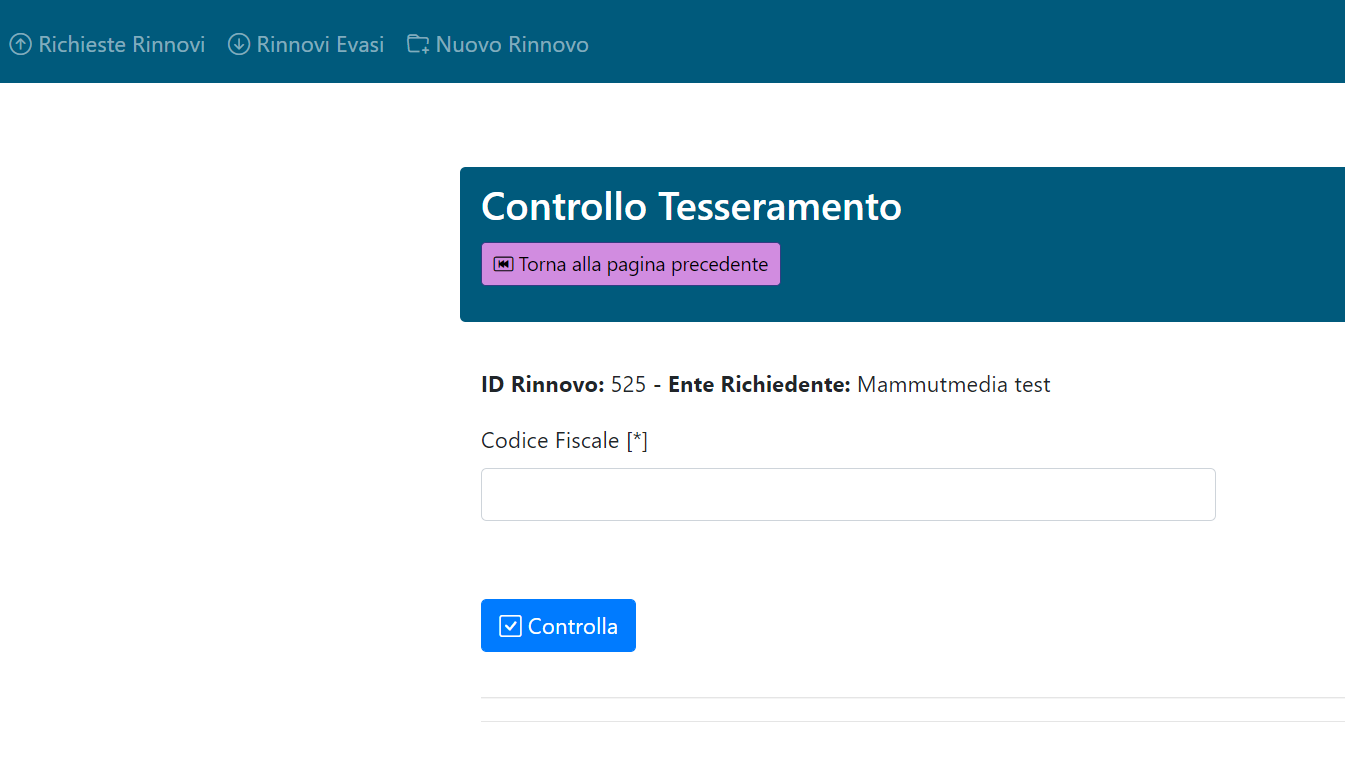 Richieste Rinnovi Rinnovi Evasi Nuovo Rinnovo
Controllo Tesseramento
Torna alla pagina precedente
ID Rinnovo: 525 - Ente Richiedente: Mammutmedia test
Codice Fiscale [*]
Controlla